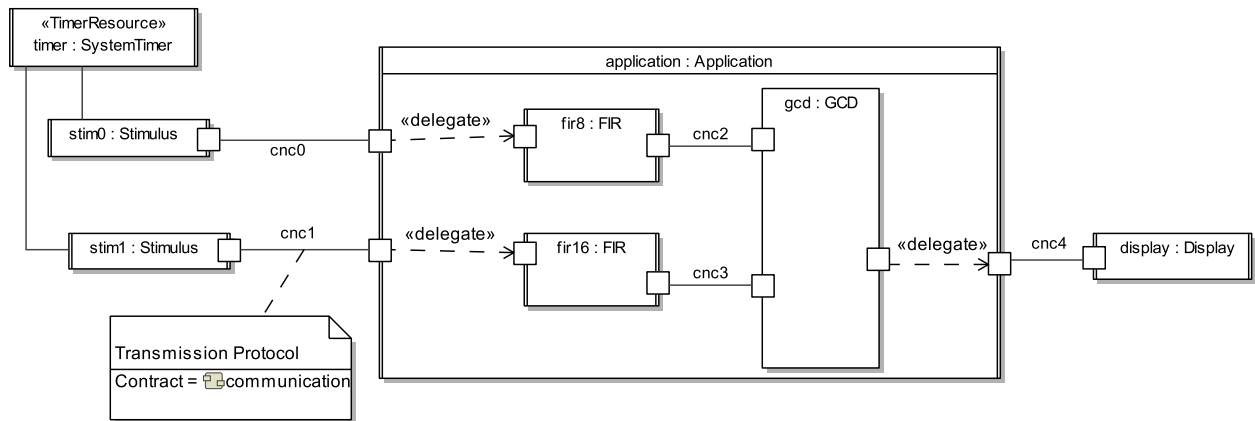 «TimerResource»
timer : SystemTimer
application : Application
gcd : GCD
stim0 : Stimulus
cnc0
«delegate»
fir8 : FIR
cnc2
stim1 : Stimulus
cnc1
«delegate»
fir16 : FIR
cnc3
«delegate»
cnc4
display : Display
Transmission Protocol
Contract = communication